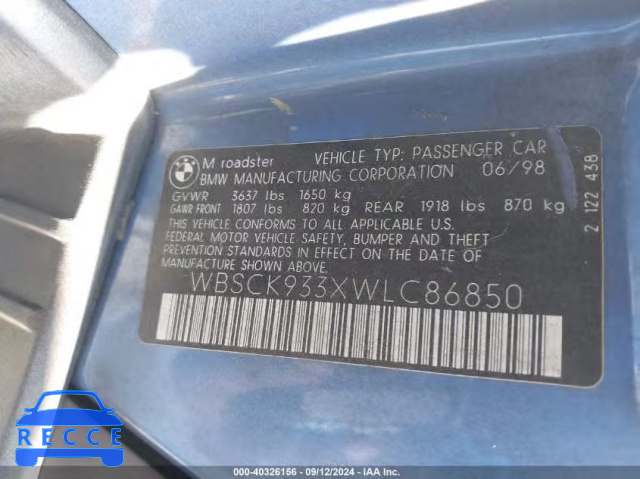 BMW
M roadster VEHICLE TYP: PASSENGER CAR
BMW MANUFACTURING CORPORATION 06/98
GVWR 3637 lbs 1650 kg
GAWR FRONT 1807 lbs 820 kg REAR 1918 lbs 870 kg
THIS VEHICLE CONFORMS TO ALL APPLICABLE U.S.
FEDERAL MOTOR VEHICLE SAFETY, BUMPER AND THEFT
PREVENTION STANDARDS IN EFFECT ON THE DATE OF
MANUFACTURE SHOWN ABOVE.
WBSCK933XWLC86850
2 122 438
RECCE
000-40326156 - 09/12/2024 - IAA Inc.